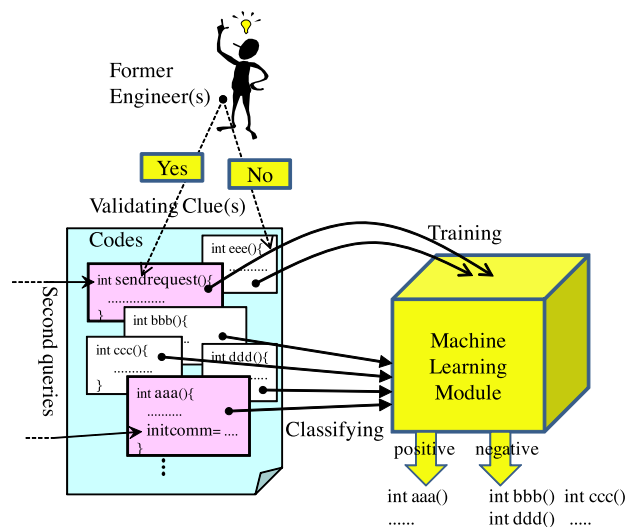 Former
Engineer(s)
Yes
No
Validating Clue(s)
Codes
Training
int eee(){
..........
int sendrequest(){
................
}
Second queries
int bbb(){
..
int ccc(){
...........
}
int ddd(){
......
int aaa(){
..........
initcomm= ....
}
Machine
Learning
Module
Classifying
positive
negative
int aaa()
......
int bbb() int ccc()
int ddd() .....